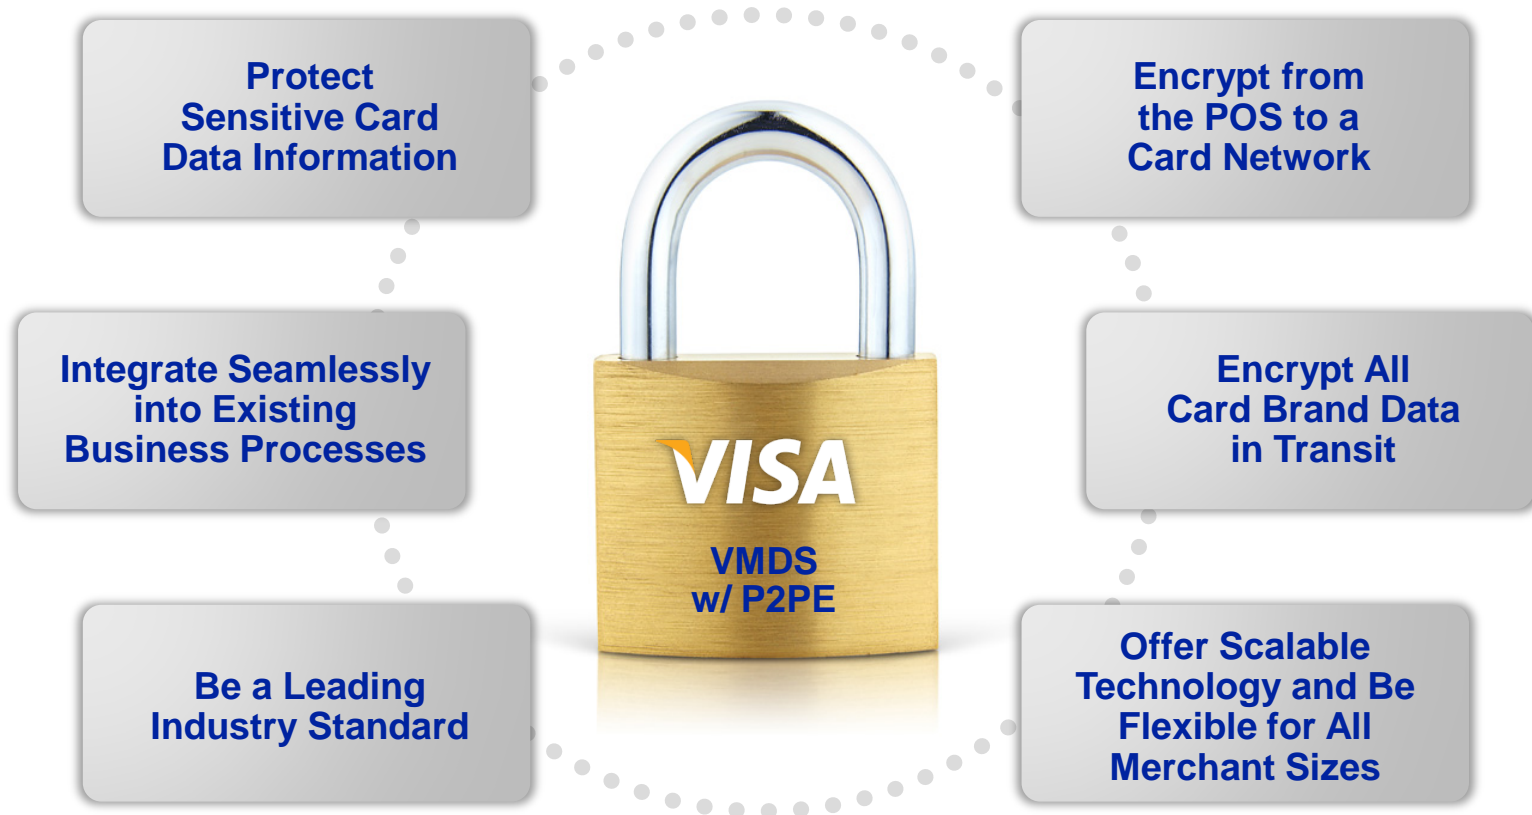 Protect
Sensitive Card
Data Information
Encrypt from
the POS to a
Card Network
Integrate Seamlessly
into Existing
Business Processes
VISA
VMDS
w/ P2PE
Encrypt All
Card Brand Data
in Transit
Be a Leading
Industry Standard
Offer Scalable
Technology and Be
Flexible for All
Merchant Sizes